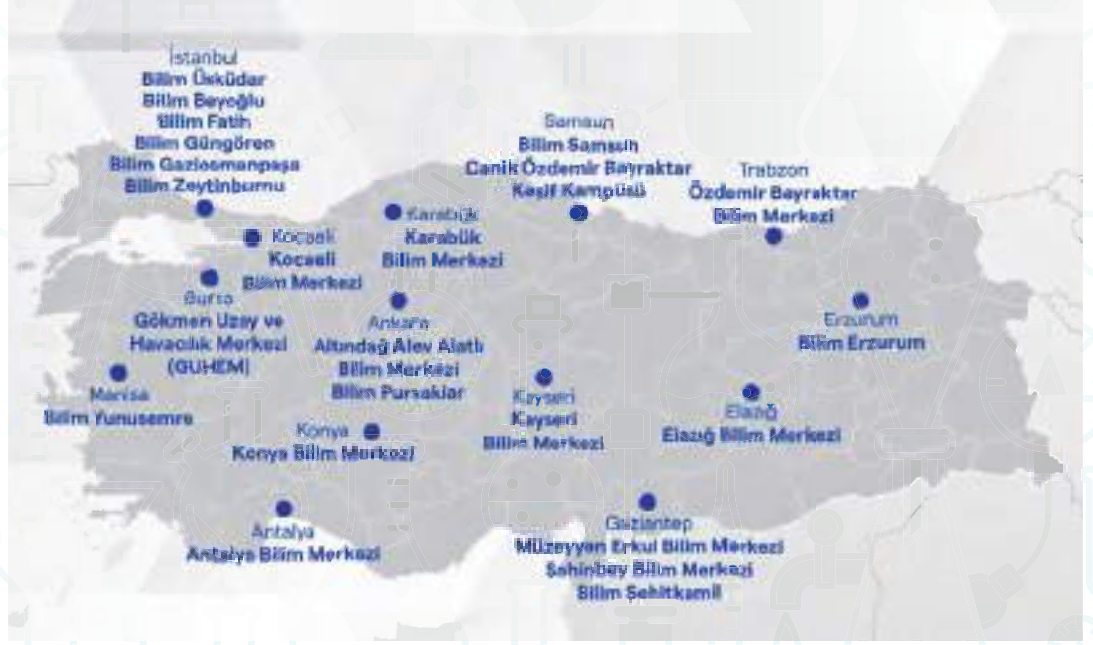 İstanbul
Bilim Üsküdar
Bilim Beyoğlu
Bilim Fatih
Bilim Güngören
Bilim Gaziosmanpaşa
Bilim Zeytinburnu
Samsun
Bilim Samsun
Canik Özdemir Bayraktar
Keşif Kampüsü
Trabzon
Özdemir Bayraktar
Bilim Merkezi
Karabük
Karabük
Bilim Merkezi
Kocaeli
Kocaeli
Bilim Merkezi
Bursa
Gökmen Uzay ve
Havacılık Merkezi
(GUHEM)
Ankara
Altındağ Alev Alatlı
Bilim Merkezi
Bilim Pursaklar
Erzurum
Bilim Erzurum
Manisa
Bilim Yunusemre
Kayseri
Kayseri
Bilim Merkezi
Elazığ
Elazığ Bilim Merkezi
Konya
Konya Bilim Merkezi
Antalya
Antalya Bilim Merkezi
Gaziantep
Müzeyyen Erkul Bilim Merkezi
Şahinbey Bilim Merkezi
Bilim Şehitkamil